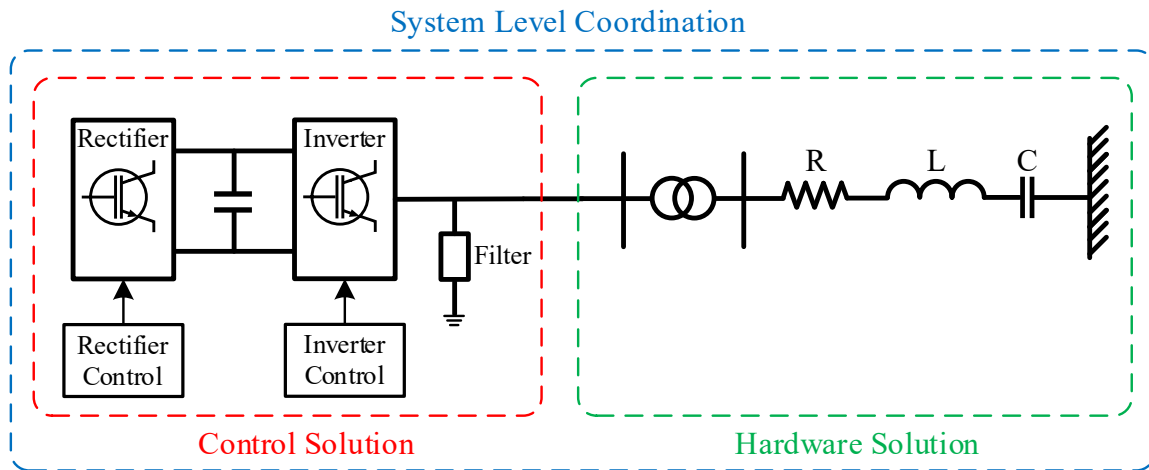 System Level Coordination
Rectifier
Inverter
R
L
C
Filter
Rectifier
Control
Inverter
Control
Control Solution
Hardware Solution